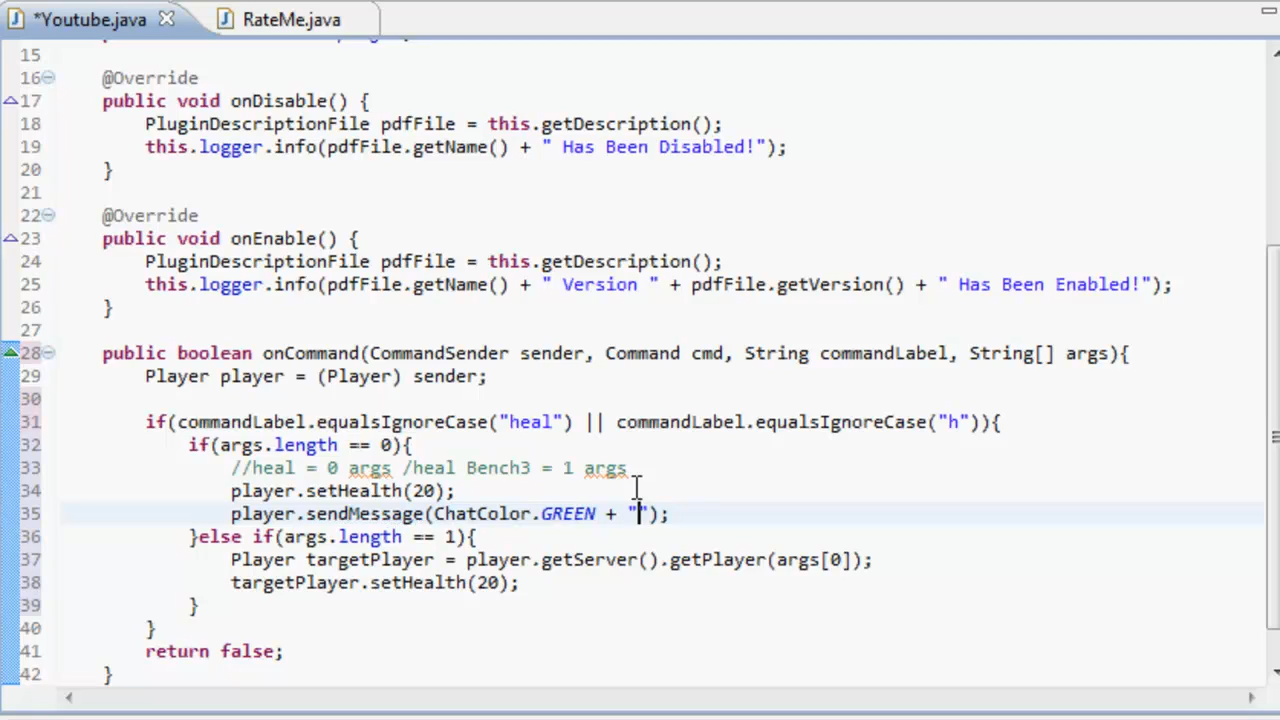 *Youtube.java RateMe.java
15
16 @Override
17 public void onDisable() {
18 PluginDescriptionFile pdfFile = this.getDescription();
19 this.logger.info(pdfFile.getName() + " Has Been Disabled!");
20 }
21
22 @Override
23 public void onEnable() {
24 PluginDescriptionFile pdfFile = this.getDescription();
25 this.logger.info(pdfFile.getName() + " Version " + pdfFile.getVersion() + " Has Been Enabled!");
26 }
27
28 public boolean onCommand(CommandSender sender, Command cmd, String commandLabel, String[] args){
29 Player player = (Player) sender;
30
31 if(commandLabel.equalsIgnoreCase("heal") || commandLabel.equalsIgnoreCase("h")){
32 if(args.length == 0){
33 //heal = 0 args /heal Bench3 = 1 args
34 player.setHealth(20);
35 player.sendMessage(ChatColor.GREEN + "");
36 }else if(args.length == 1){
37 Player targetPlayer = player.getServer().getPlayer(args[0]);
38 targetPlayer.setHealth(20);
39 }
40 }
41 return false;
42 }